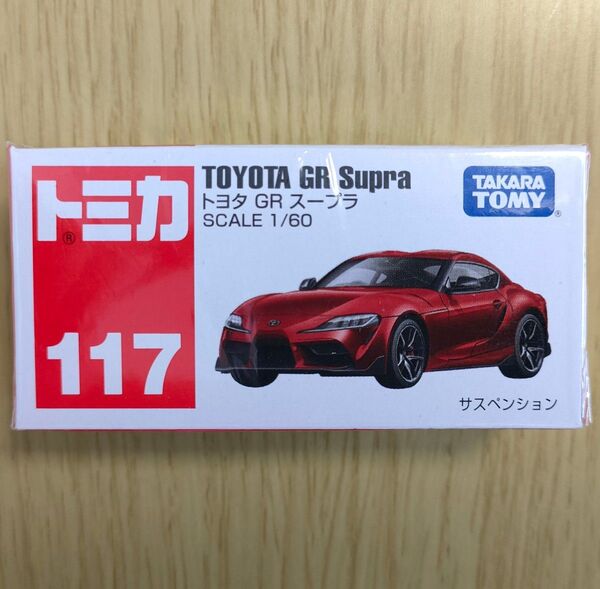 トミカ
®
117
TOYOTA GR Supra
トヨタ GR スープラ
SCALE 1/60
TAKARA
TOMY
®
サスペンション